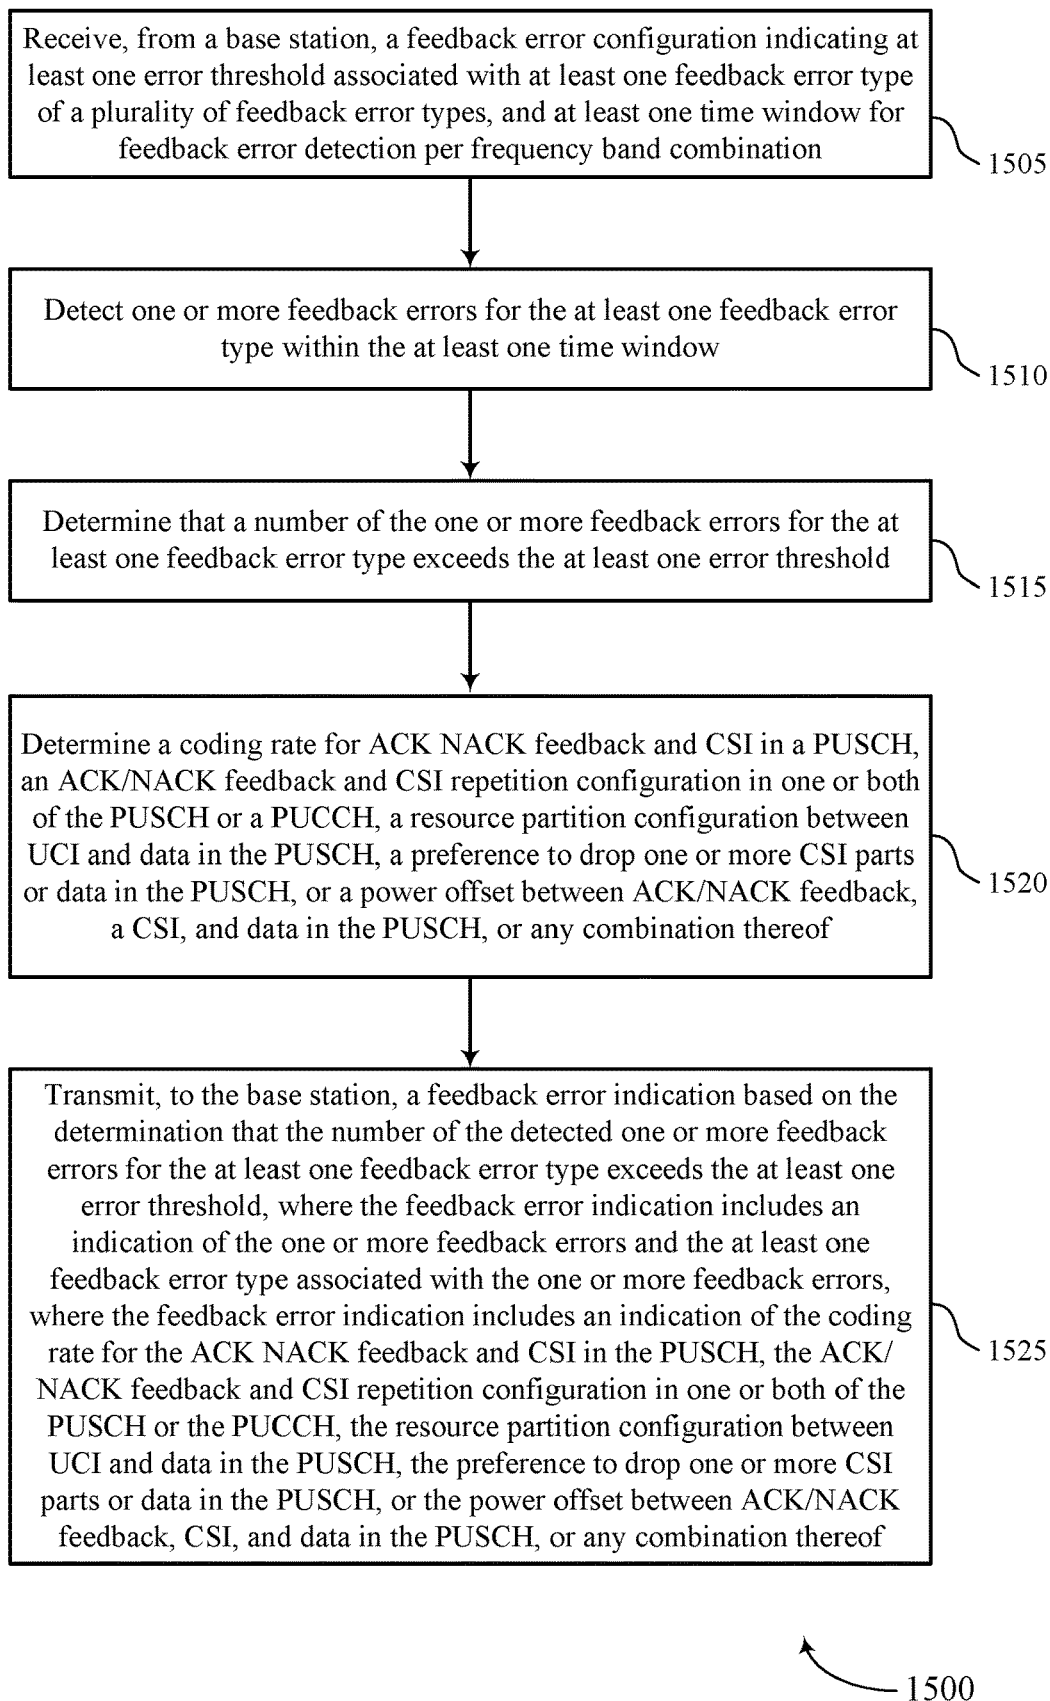 Receive, from a base station, a feedback error configuration indicating at
least one error threshold associated with at least one feedback error type
of a plurality of feedback error types, and at least one time window for
feedback error detection per frequency band combination
1505
Detect one or more feedback errors for the at least one feedback error
type within the at least one time window
1510
Determine that a number of the one or more feedback errors for the at
least one feedback error type exceeds the at least one error threshold
1515
Determine a coding rate for ACK NACK feedback and CSI in a PUSCH,
an ACK/NACK feedback and CSI repetition configuration in one or both
of the PUSCH or a PUCCH, a resource partition configuration between
UCI and data in the PUSCH, a preference to drop one or more CSI parts
or data in the PUSCH, or a power offset between ACK/NACK feedback,
a CSI, and data in the PUSCH, or any combination thereof
1520
Transmit, to the base station, a feedback error indication based on the
determination that the number of the detected one or more feedback
errors for the at least one feedback error type exceeds the at least one
error threshold, where the feedback error indication includes an
indication of the one or more feedback errors and the at least one
feedback error type associated with the one or more feedback errors,
where the feedback error indication includes an indication of the coding
rate for the ACK NACK feedback and CSI in the PUSCH, the ACK/
NACK feedback and CSI repetition configuration in one or both of the
PUSCH or the PUCCH, the resource partition configuration between
UCI and data in the PUSCH, the preference to drop one or more CSI
parts or data in the PUSCH, or the power offset between ACK/NACK
feedback, CSI, and data in the PUSCH, or any combination thereof
1525
1500